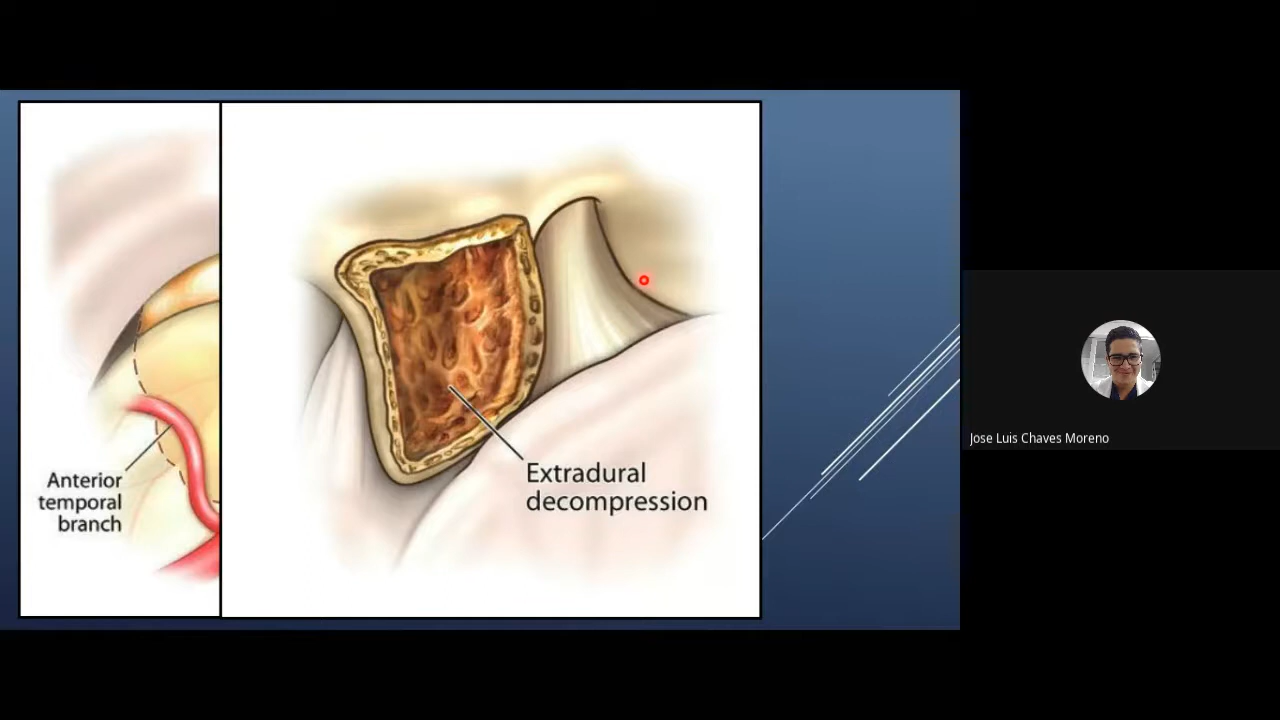 Anterior
temporal
branch
Extradural
decompression
Jose Luis Chaves Moreno